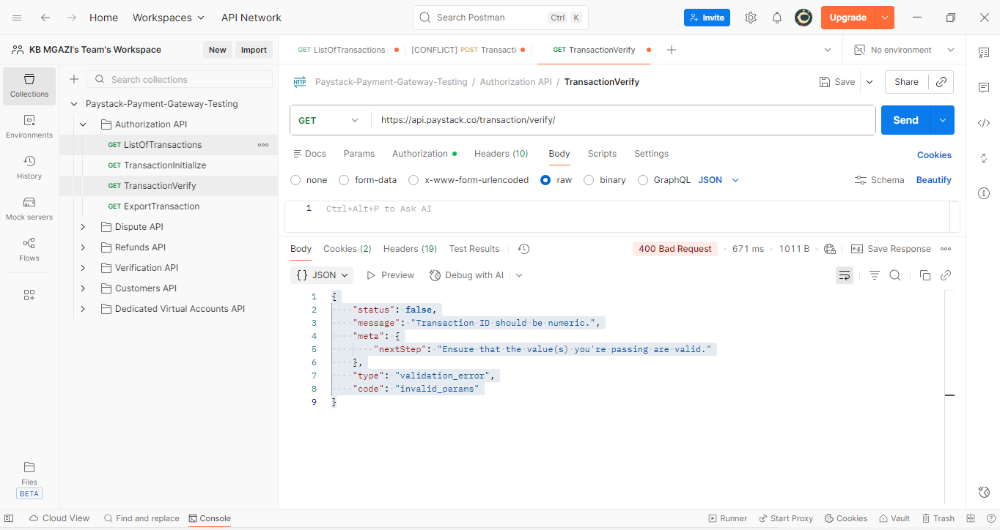 Home Workspaces API Network Search Postman Ctrl K Invite Upgrade
KB MGAZI's Team's Workspace New Import GET ListOfTransactions [CONFLICT] POST Transacti GET TransactionVerify No environment
Collections
Environments
History
Mock servers
Flows
Files
BETA
Search collections
Paystack-Payment-Gateway-Testing
Authorization API
GET ListOfTransactions
GET TransactionInitialize
GET TransactionVerify
GET ExportTransaction
Dispute API
Refunds API
Verification API
Customers API
Dedicated Virtual Accounts API
HTTP Paystack-Payment-Gateway-Testing / Authorization API / TransactionVerify Save Share
GET https://api.paystack.co/transaction/verify/ Send
Docs Params Authorization Headers (10) Body Scripts Settings Cookies
none form-data x-www-form-urlencoded raw binary GraphQL JSON Schema Beautify
1 Ctrl+Alt+P to Ask AI
Body Cookies (2) Headers (19) Test Results 400 Bad Request 671 ms 1011 B e.g. Save Response
{} JSON Preview Debug with AI
1 {
2 "status": false,
3 "message": "Transaction ID should be numeric.",
4 "meta": {
5 "nextStep": "Ensure that the value(s) you're passing are valid."
6 },
7 "type": "validation_error",
8 "code": "invalid_params"
9 }
Cloud View Find and replace Console Runner Start Proxy Cookies Vault Trash